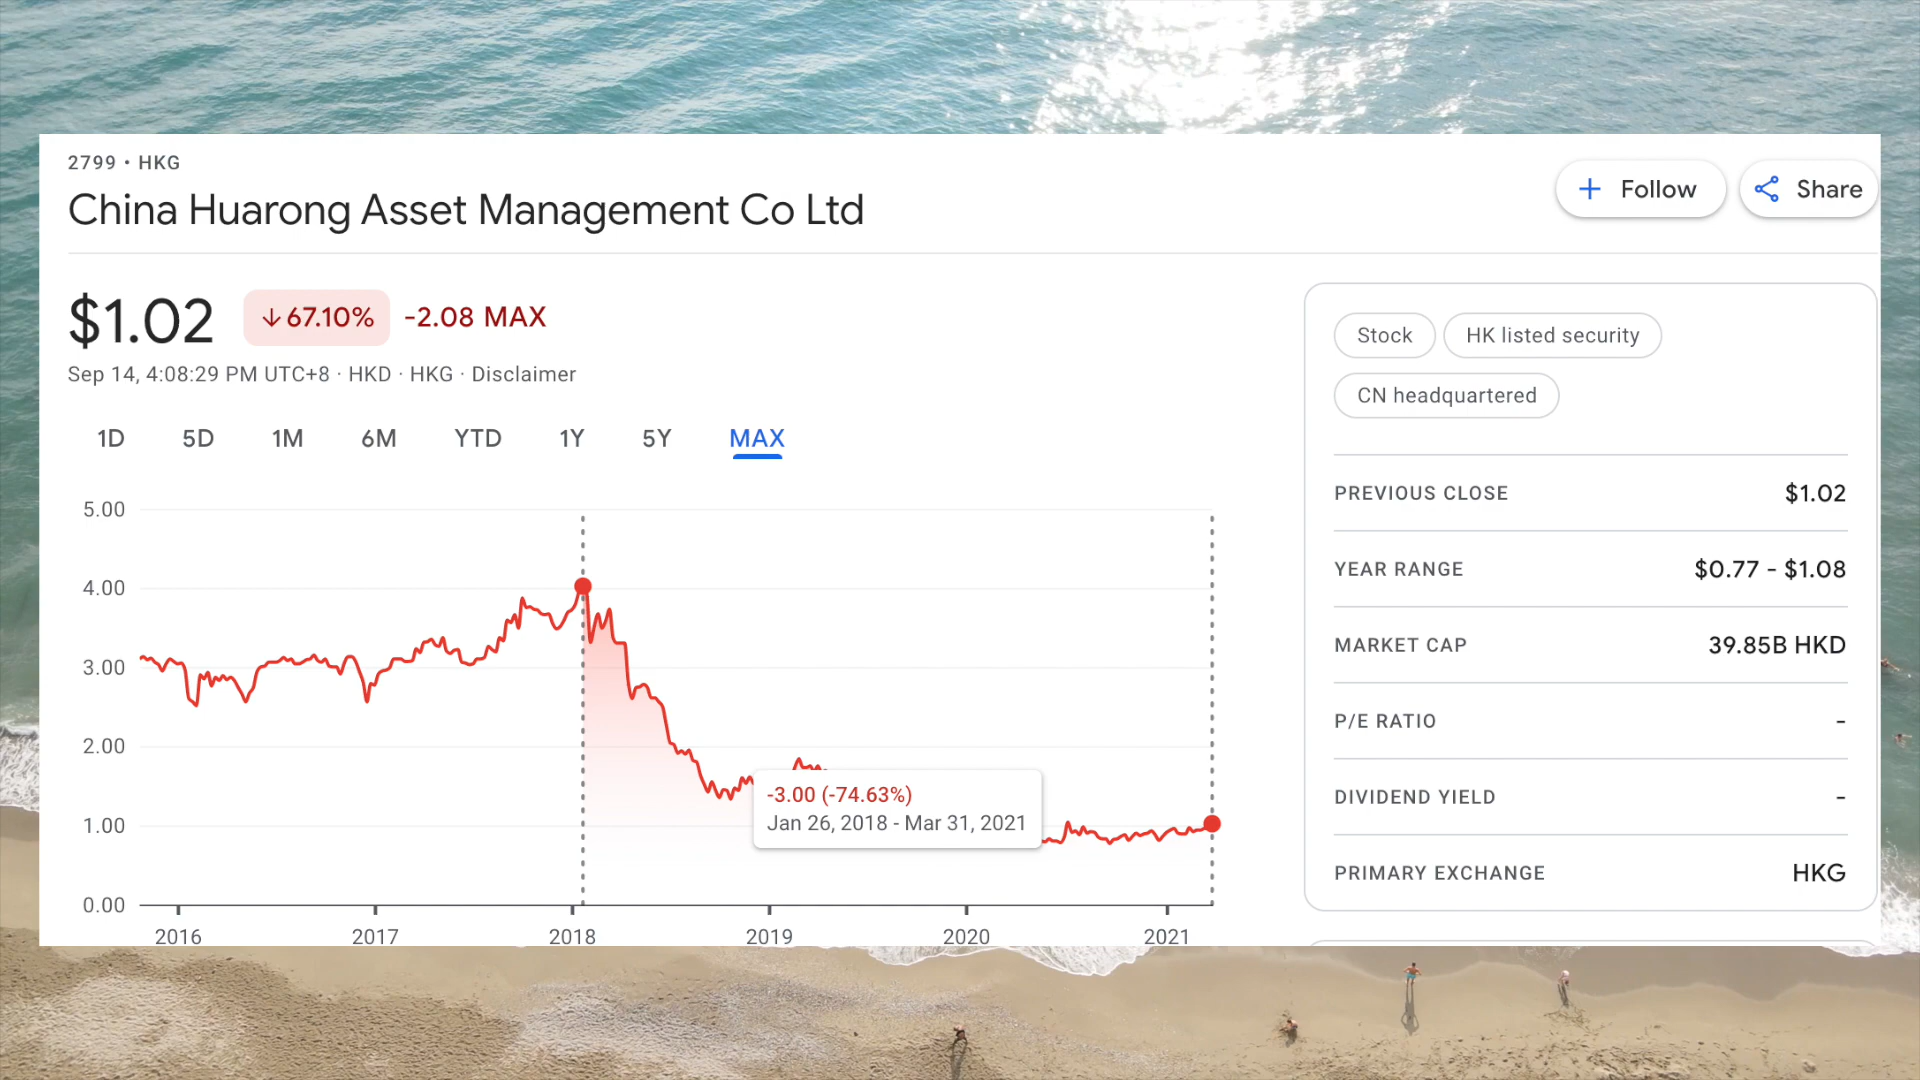 2799 • HKG
China Huarong Asset Management Co Ltd
Follow
Share
$1.02 ↓67.10% -2.08 MAX
Sep 14, 4:08:29 PM UTC+8 · HKD · HKG · Disclaimer
1D 5D 1M 6M YTD 1Y 5Y MAX
5.00
4.00
3.00
2.00
1.00
0.00
-3.00 (-74.63%)
Jan 26, 2018 - Mar 31, 2021
2016 2017 2018 2019 2020 2021
Stock
HK listed security
CN headquartered
PREVIOUS CLOSE $1.02
YEAR RANGE $0.77 - $1.08
MARKET CAP 39.85B HKD
P/E RATIO -
DIVIDEND YIELD -
PRIMARY EXCHANGE HKG